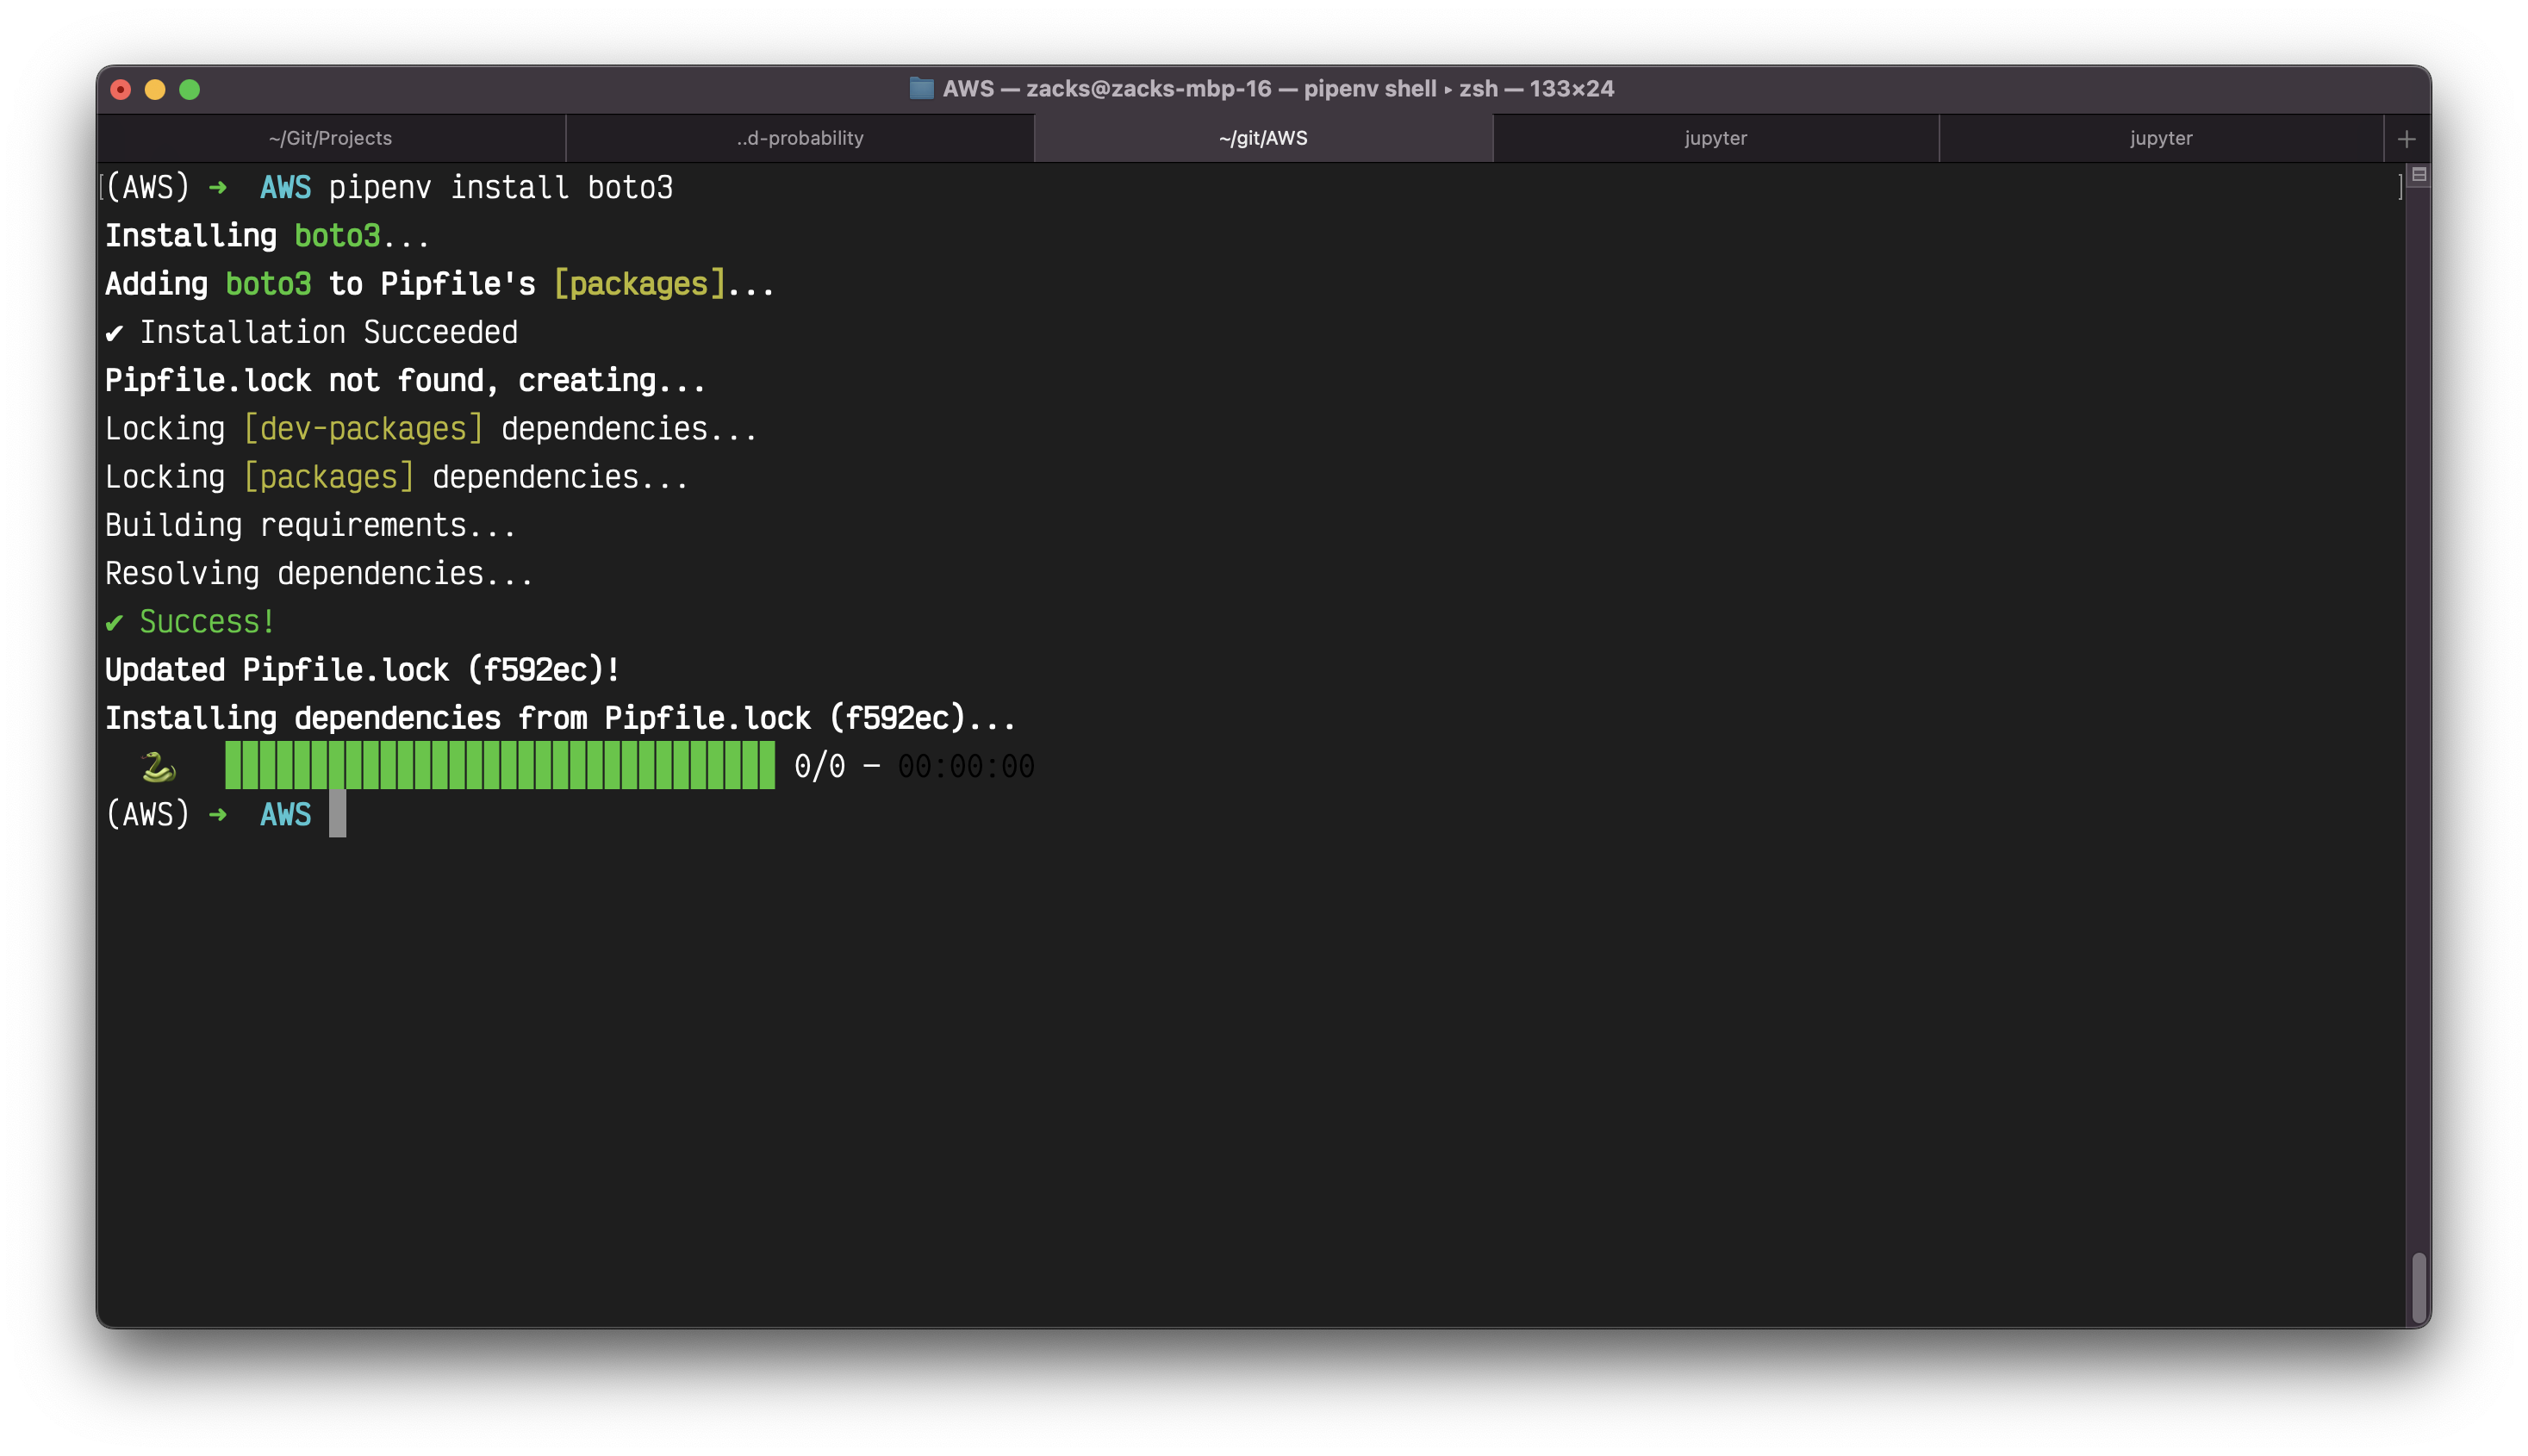 AWS — zacks@zacks-mbp-16 — pipenv shell ▸ zsh — 133×24
~/Git/Projects ..d-probability ~/git/AWS jupyter jupyter +
[(AWS) ➜  AWS pipenv install boto3 ]
Installing boto3...
Adding boto3 to Pipfile's [packages]...
✔ Installation Succeeded
Pipfile.lock not found, creating...
Locking [dev-packages] dependencies...
Locking [packages] dependencies...
Building requirements...
Resolving dependencies...
✔ Success!
Updated Pipfile.lock (f592ec)!
Installing dependencies from Pipfile.lock (f592ec)...
🐍 0/0 — 00:00:00
(AWS) ➜  AWS